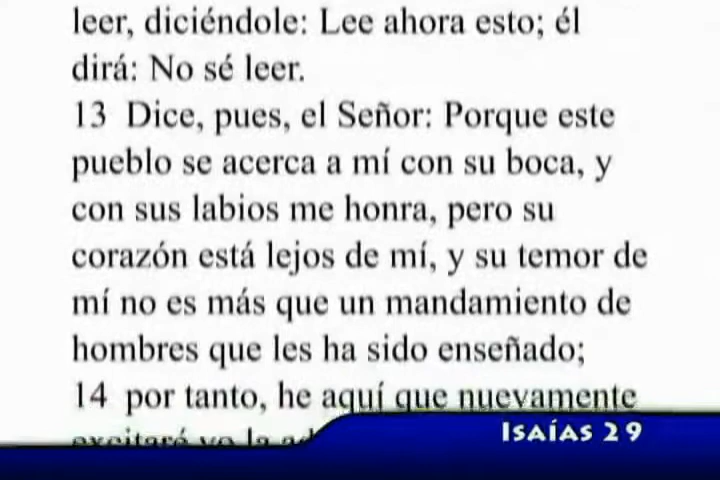 leer, diciéndole: Lee ahora esto; él
dirá: No sé leer.
13 Dice, pues, el Señor: Porque este
pueblo se acerca a mí con su boca, y
con sus labios me honra, pero su
corazón está lejos de mí, y su temor de
mí no es más que un mandamiento de
hombres que les ha sido enseñado;
14 por tanto, he aquí que nuevamente
excitaré yo la
ISAÍAS 29